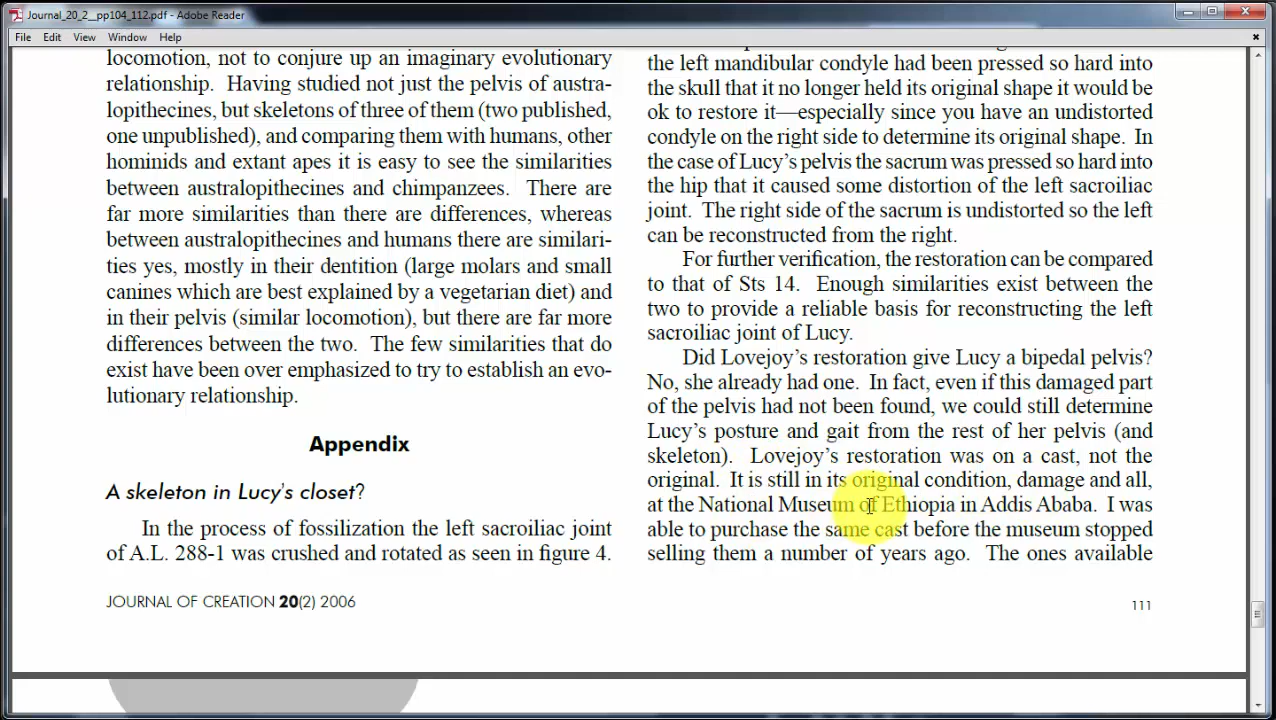 Journal_20_2__pp104_112.pdf - Adobe Reader
File Edit View Window Help
locomotion, not to conjure up an imaginary evolutionary
relationship. Having studied not just the pelvis of austra-
lopithecines, but skeletons of three of them (two published,
one unpublished), and comparing them with humans, other
hominids and extant apes it is easy to see the similarities
between australopithecines and chimpanzees. There are
far more similarities than there are differences, whereas
between australopithecines and humans there are similari-
ties yes, mostly in their dentition (large molars and small
canines which are best explained by a vegetarian diet) and
in their pelvis (similar locomotion), but there are far more
differences between the two. The few similarities that do
exist have been over emphasized to try to establish an evo-
lutionary relationship.
Appendix
A skeleton in Lucy's closet?
In the process of fossilization the left sacroiliac joint
of A.L. 288-1 was crushed and rotated as seen in figure 4.
the left mandibular condyle had been pressed so hard into
the skull that it no longer held its original shape it would be
ok to restore it—especially since you have an undistorted
condyle on the right side to determine its original shape. In
the case of Lucy's pelvis the sacrum was pressed so hard into
the hip that it caused some distortion of the left sacroiliac
joint. The right side of the sacrum is undistorted so the left
can be reconstructed from the right.
For further verification, the restoration can be compared
to that of Sts 14. Enough similarities exist between the
two to provide a reliable basis for reconstructing the left
sacroiliac joint of Lucy.
Did Lovejoy's restoration give Lucy a bipedal pelvis?
No, she already had one. In fact, even if this damaged part
of the pelvis had not been found, we could still determine
Lucy's posture and gait from the rest of her pelvis (and
skeleton). Lovejoy's restoration was on a cast, not the
original. It is still in its original condition, damage and all,
at the National Museum of Ethiopia in Addis Ababa. I was
able to purchase the same cast before the museum stopped
selling them a number of years ago. The ones available
JOURNAL OF CREATION 20(2) 2006
111